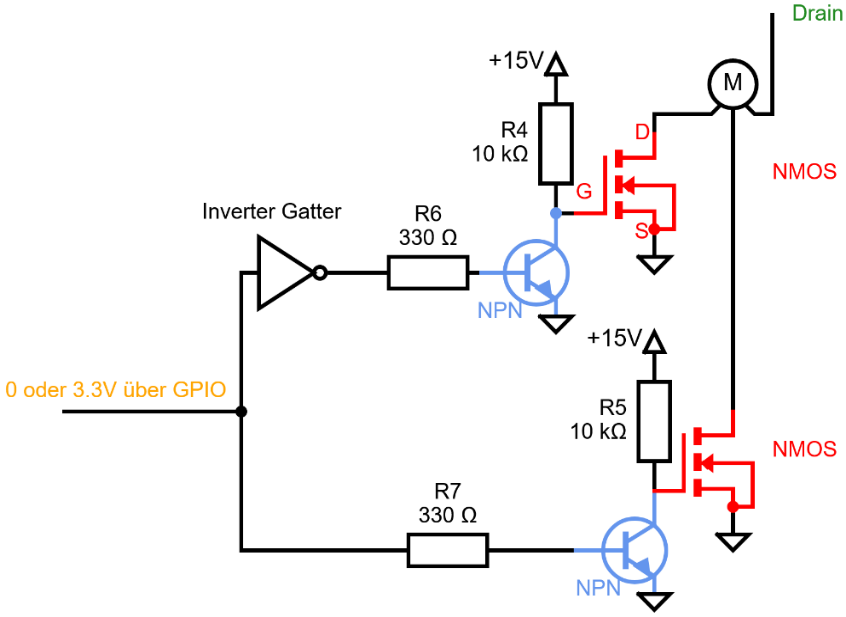 Drain
+15V
M
R4
10 kΩ
D
NMOS
G
Inverter Gatter
R6
330 Ω
S
NPN
+15V
0 oder 3.3V über GPIO
R5
10 kΩ
NMOS
R7
330 Ω
NPN